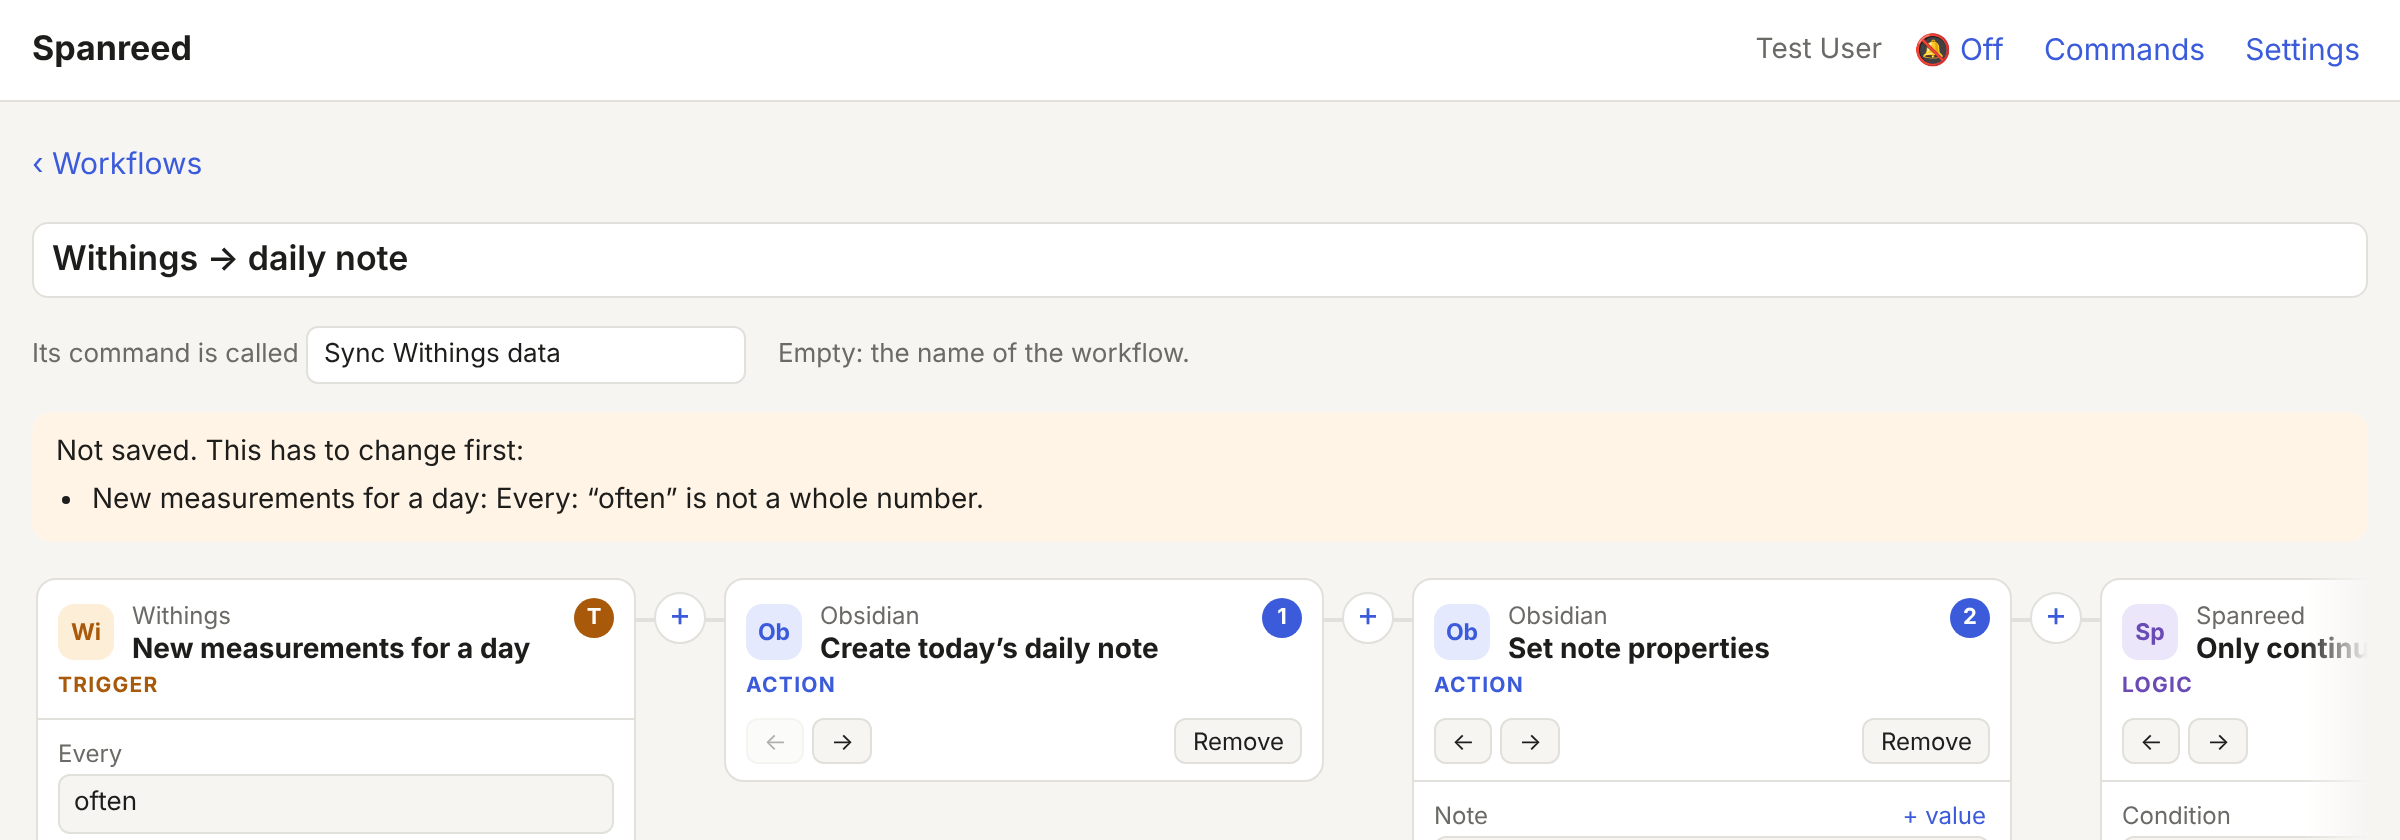 Spanreed
Test User
Off
Commands
Settings
‹ Workflows
Withings → daily note
Its command is called
Sync Withings data
Empty: the name of the workflow.
Not saved. This has to change first:
• New measurements for a day: Every: “often” is not a whole number.
Wi
Withings
New measurements for a day
T
TRIGGER
Every
often
+
Ob
Obsidian
Create today’s daily note
1
ACTION
← →
Remove
+
Ob
Obsidian
Set note properties
2
ACTION
← →
Remove
Note
+ value
+
Sp
Spanreed
Only
LOGIC
← →
Condition